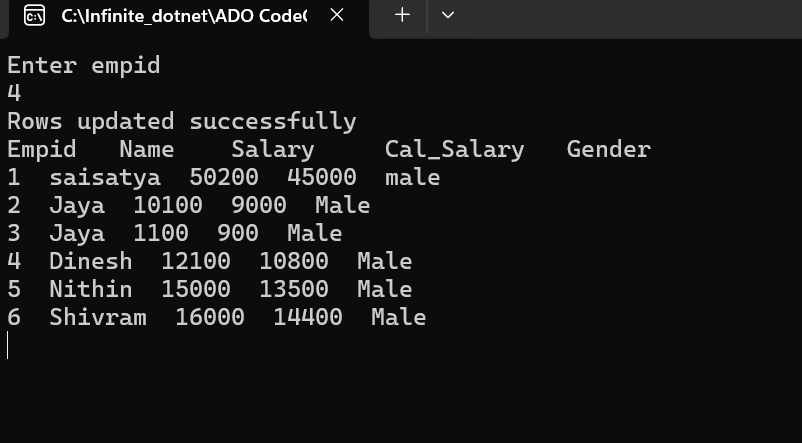 C:\Infinite_dotnet\ADO Code
Enter empid
4
Rows updated successfully
Empid   Name    Salary     Cal_Salary   Gender
1  saisatya  50200  45000  male
2  Jaya  10100  9000  Male
3  Jaya  1100  900  Male
4  Dinesh  12100  10800  Male
5  Nithin  15000  13500  Male
6  Shivram  16000  14400  Male